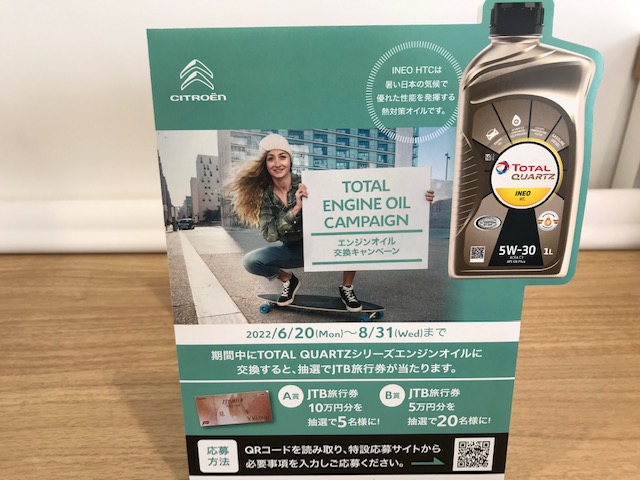 CITROËN
INEO HTCは
暑い日本の気候で
優れた性能を発揮する
熱対策オイルです。
TOTAL
QUARTZ
INEO
5W-30
1L
ACEA C3
TOTAL
ENGINE OIL
CAMPAIGN
エンジンオイル
交換キャンペーン
2022/6/20(Mon)〜8/31(Wed)まで
期間中にTOTAL QUARTZシリーズエンジンオイルに
交換すると、抽選でJTB旅行券が当たります。
A賞 JTB旅行券
10万円分を
抽選で5名様に!
B賞 JTB旅行券
5万円分を
抽選で20名様に!
JTB
応募
方法
QRコードを読み取り、特設応募サイトから
必要事項を入力しご応募ください。